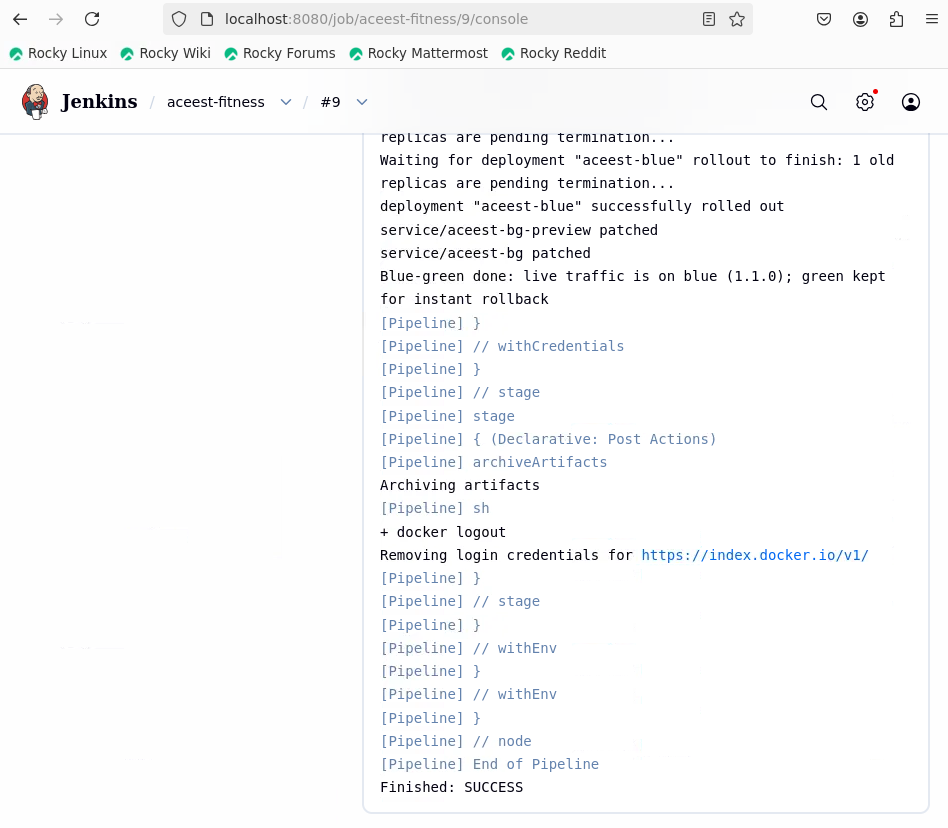 localhost:8080/job/aceest-fitness/9/console
Rocky Linux Rocky Wiki Rocky Forums Rocky Mattermost Rocky Reddit
Jenkins / aceest-fitness / #9
replicas are pending termination...
Waiting for deployment "aceest-blue" rollout to finish: 1 old
replicas are pending termination...
deployment "aceest-blue" successfully rolled out
service/aceest-bg-preview patched
service/aceest-bg patched
Blue-green done: live traffic is on blue (1.1.0); green kept
for instant rollback
[Pipeline] }
[Pipeline] // withCredentials
[Pipeline] }
[Pipeline] // stage
[Pipeline] stage
[Pipeline] { (Declarative: Post Actions)
[Pipeline] archiveArtifacts
Archiving artifacts
[Pipeline] sh
+ docker logout
Removing login credentials for https://index.docker.io/v1/
[Pipeline] }
[Pipeline] // stage
[Pipeline] }
[Pipeline] // withEnv
[Pipeline] }
[Pipeline] // withEnv
[Pipeline] }
[Pipeline] // node
[Pipeline] End of Pipeline
Finished: SUCCESS